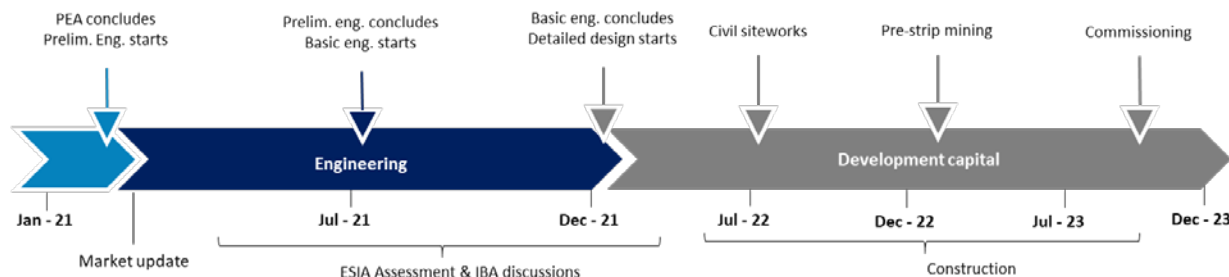 PEA concludes
Prelim. Eng. starts
Prelim. eng. concludes
Basic eng. starts
Basic eng. concludes
Detailed design starts
Civil siteworks
Pre-strip mining
Commissioning
Engineering
Development capital
Jan - 21
Jul - 21
Dec - 21
Jul - 22
Dec - 22
Jul - 23
Dec - 23
Market update
ESIA Assessment & IBA discussions
Construction